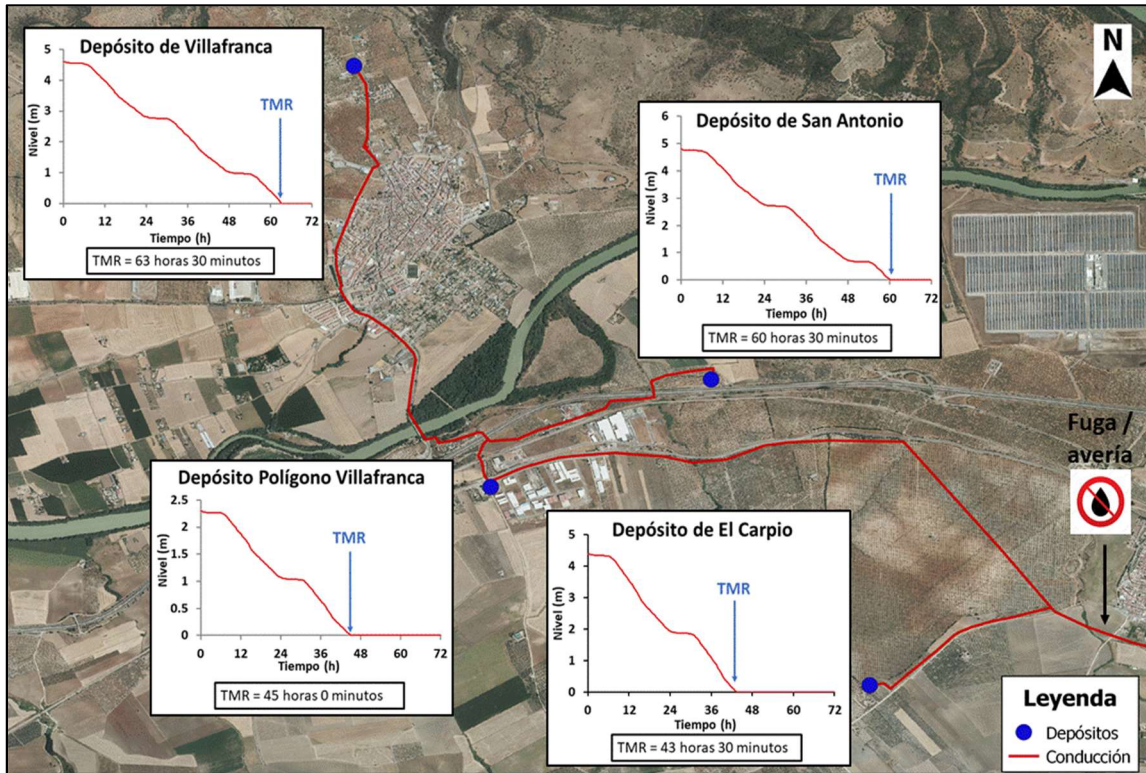 Depósito de Villafranca
Nivel (m)
5
4
3
2
1
0
TMR
0 12 24 36 48 60 72
Tiempo (h)
TMR = 63 horas 30 minutos
Depósito de San Antonio
Nivel (m)
6
5
4
3
2
1
0
TMR
0 12 24 36 48 60 72
Tiempo (h)
TMR = 60 horas 30 minutos
N
Depósito Polígono Villafranca
Nivel (m)
2.5
2
1.5
1
0.5
0
TMR
0 12 24 36 48 60 72
Tiempo (h)
TMR = 45 horas 0 minutos
Depósito de El Carpio
Nivel (m)
5
4
3
2
1
0
TMR
0 12 24 36 48 60 72
Tiempo (h)
TMR = 43 horas 30 minutos
Fuga /
avería
Leyenda
Depósitos
Conducción